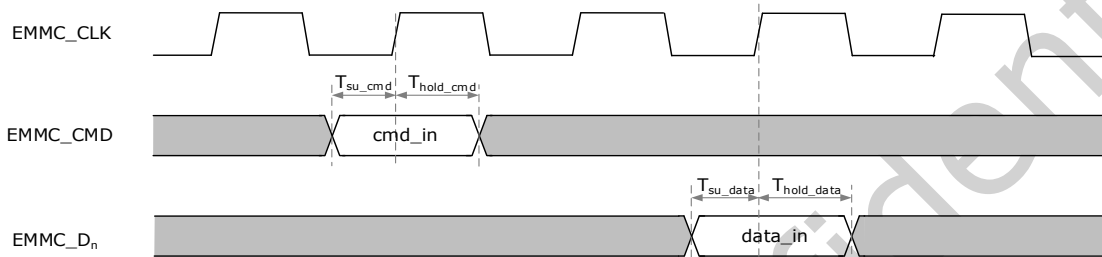 EMMC_CLK
T_su_cmd T_hold_cmd
EMMC_CMD cmd_in
T_su_data T_hold_data
EMMC_D_n data_in